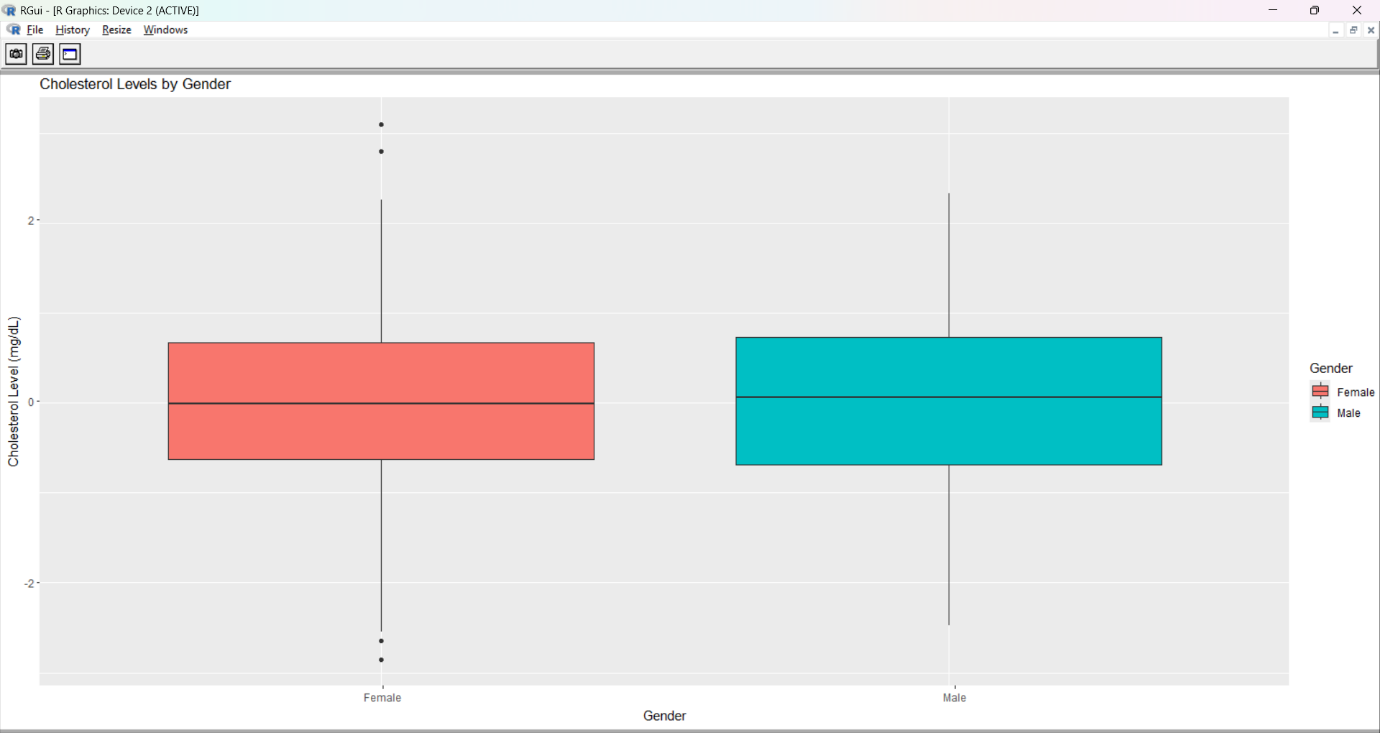 RGui - [R Graphics: Device 2 (ACTIVE)]
File History Resize Windows
Cholesterol Levels by Gender
Cholesterol Level (mg/dL)
2
0
-2
Female Male
Gender
Gender
Female
Male